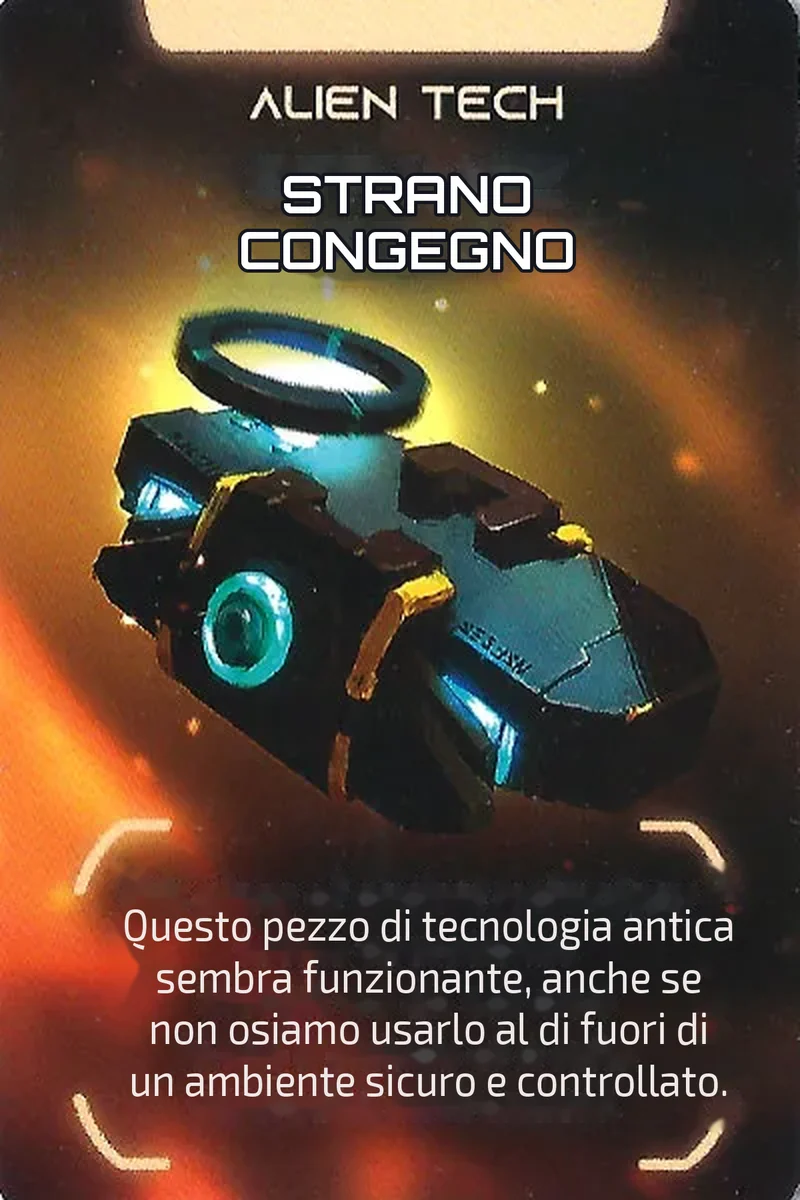 ALIEN TECH
STRANO
CONGEGNO
Questo pezzo di tecnologia antica
sembra funzionante, anche se
non osiamo usarlo al di fuori di
un ambiente sicuro e controllato.